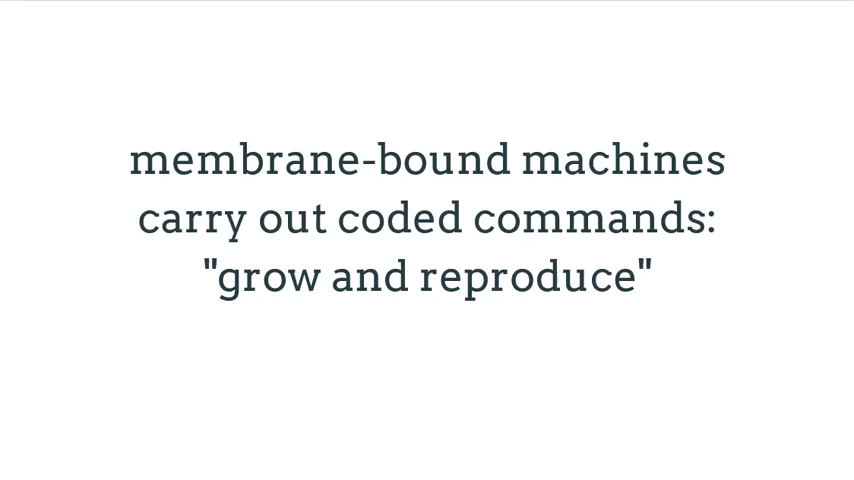 membrane-bound machines
carry out coded commands:
"grow and reproduce"